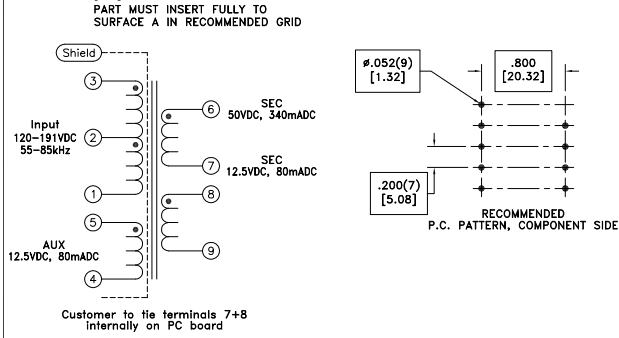 PART MUST INSERT FULLY TO
SURFACE A IN RECOMMENDED GRID
Shield
3
Input
120-191VDC
55-85kHz
2
1
5
AUX
12.5VDC, 80mADC
4
6
SEC
50VDC, 340mADC
7
SEC
12.5VDC, 80mADC
8
9
Customer to tie terminals 7+8
internally on PC board
ø.052(9)
[1.32]
.800
[20.32]
.200(7)
[5.08]
RECOMMENDED
P.C. PATTERN, COMPONENT SIDE